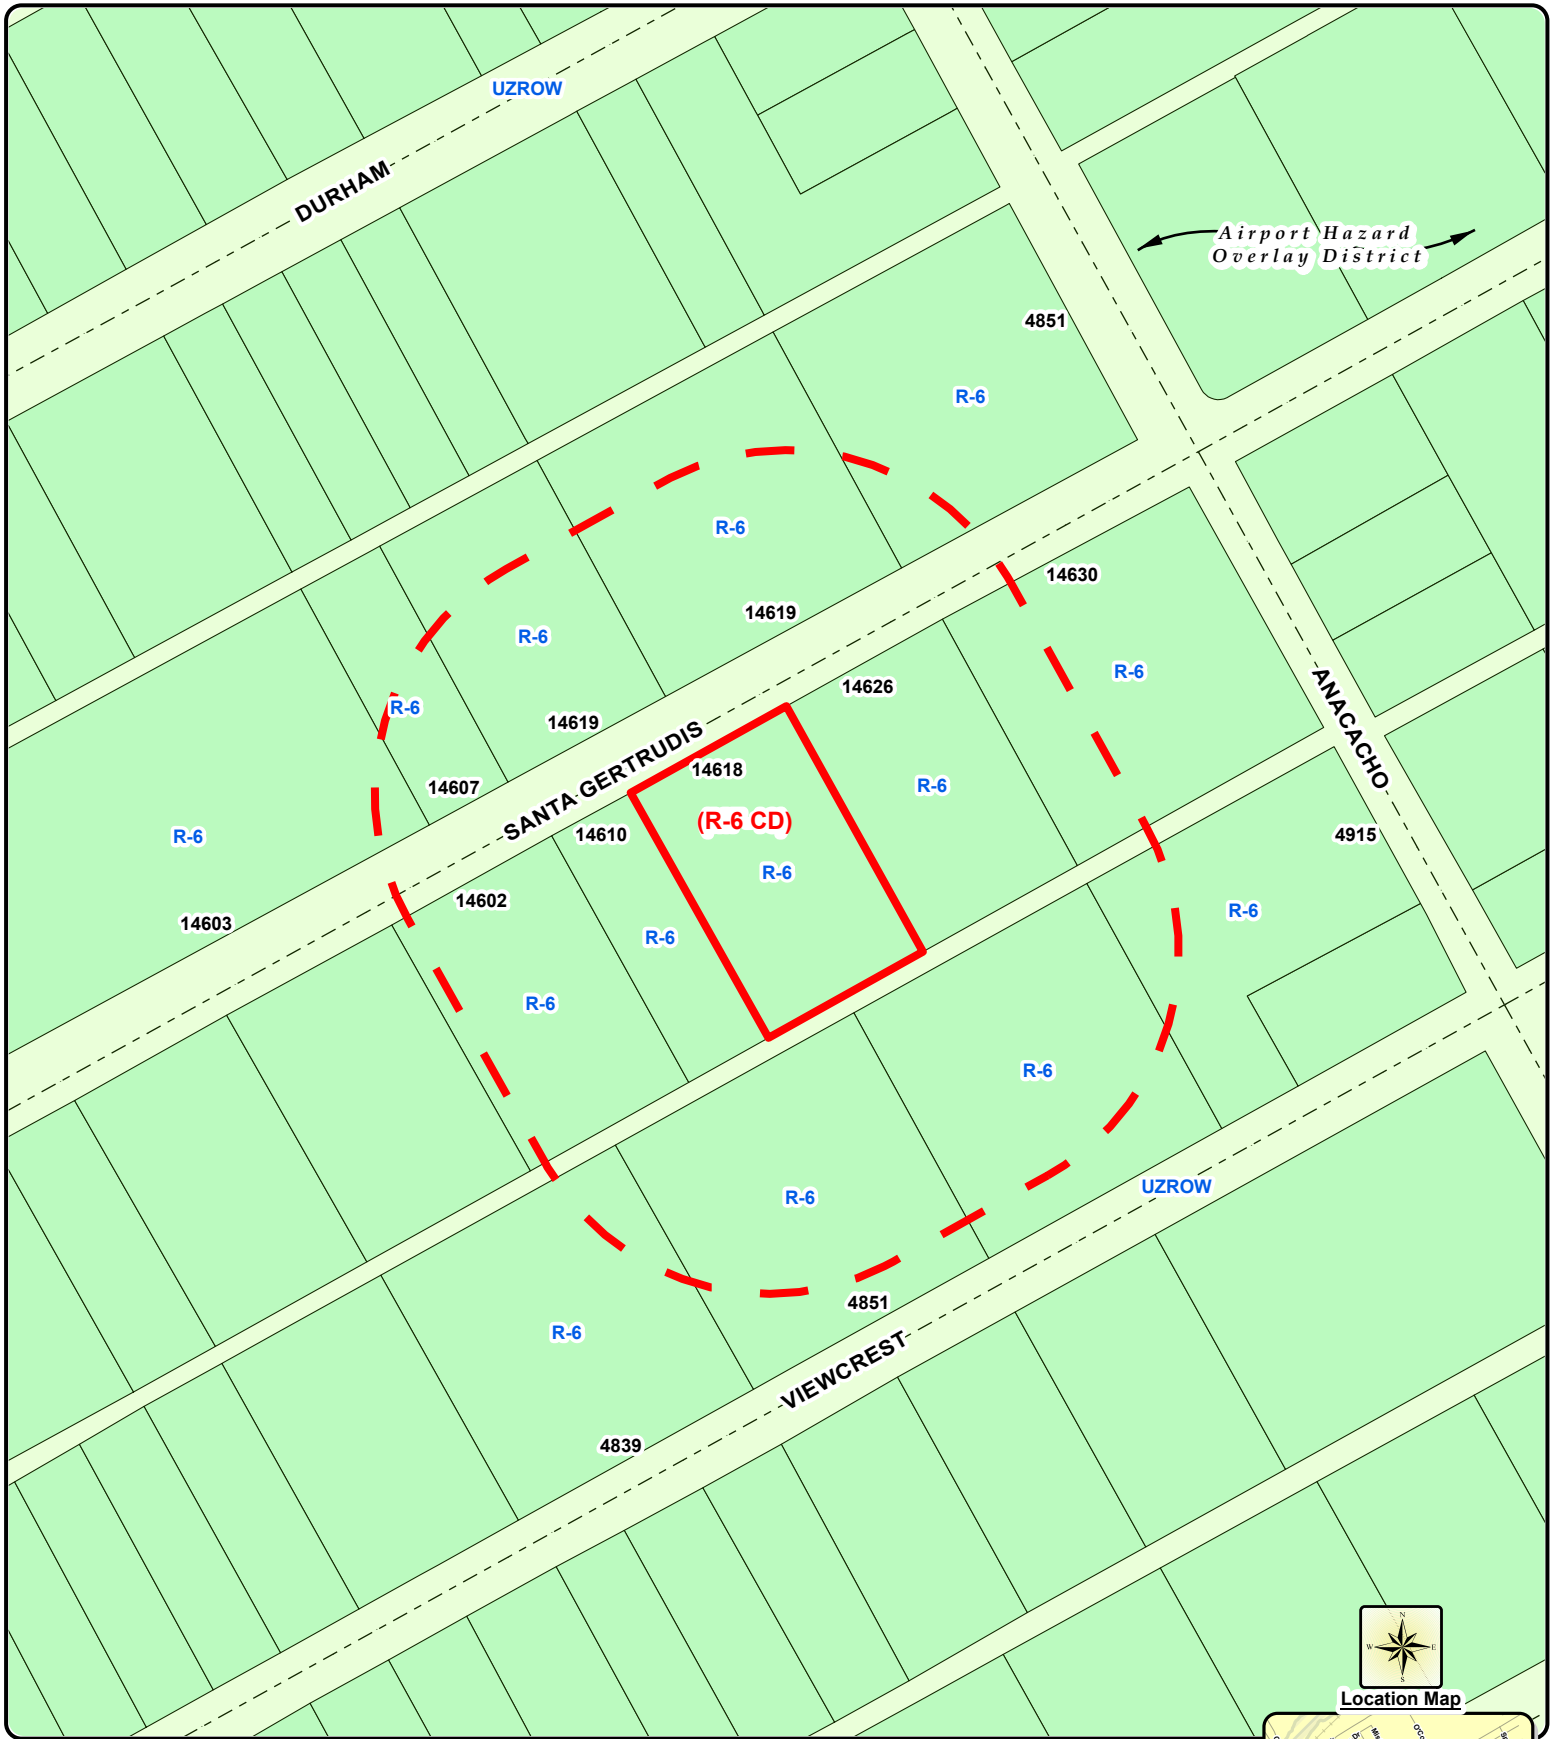 UZROW
DURHAM
Airport Hazard
Overlay District
4851
R-6
R-6
14630
14619
R-6
R-6
14626
R-6
14619
ANACACHO
SANTA GERTRUDIS
14618
14607
R-6
(R-6 CD)
14610
R-6
4915
R-6
14602
R-6
14603
R-6
R-6
R-6
UZROW
R-6
4851
R-6
VIEWCREST
4839
N
W
E
S
Location Map